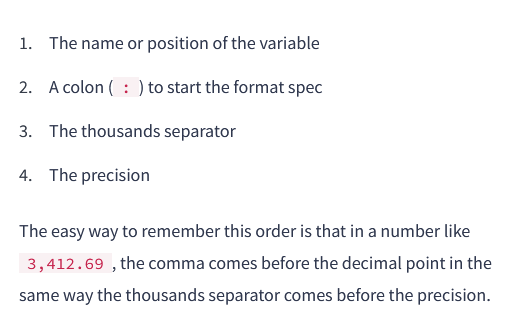 1. The name or position of the variable
2. A colon ( : ) to start the format spec
3. The thousands separator
4. The precision
The easy way to remember this order is that in a number like
3,412.69 , the comma comes before the decimal point in the
same way the thousands separator comes before the precision.